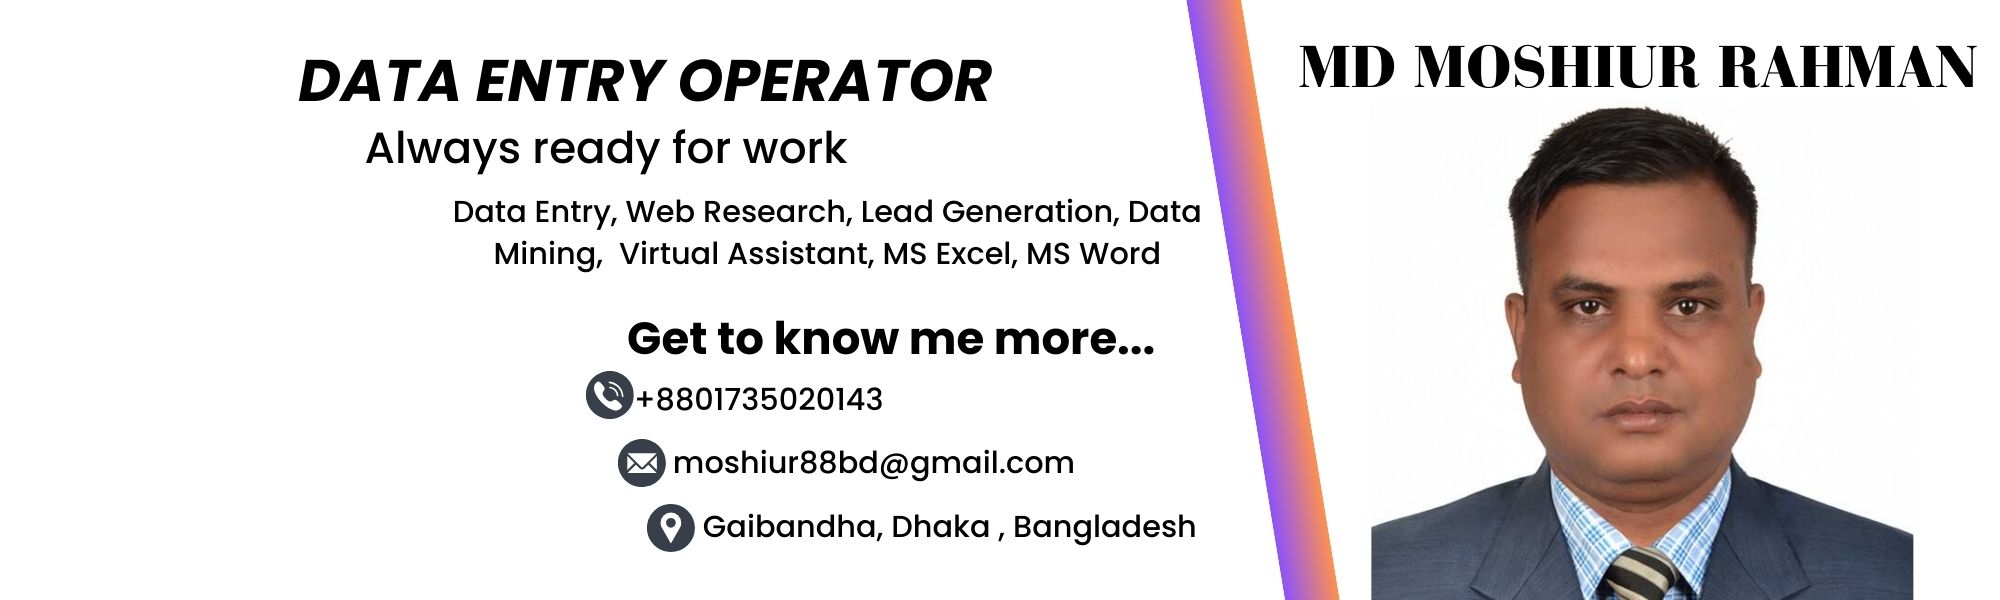 DATA ENTRY OPERATOR
Always ready for work
Data Entry, Web Research, Lead Generation, Data
Mining,  Virtual Assistant, MS Excel, MS Word
Get to know me more...
+8801735020143
moshiur88bd@gmail.com
Gaibandha, Dhaka , Bangladesh
MD MOSHIUR RAHMAN